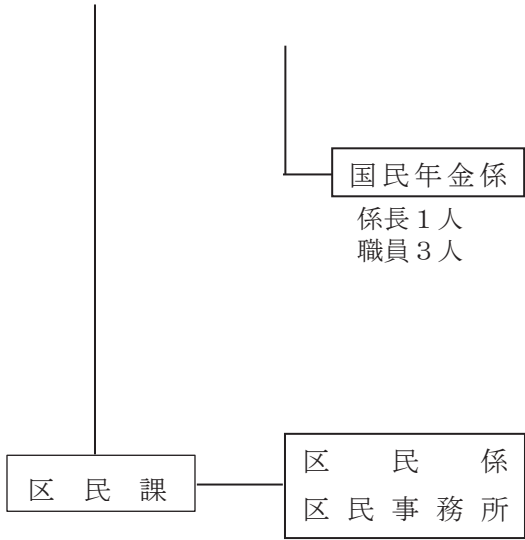 国民年金係
係長１人
職員３人
区民課
区民係
区民事務所